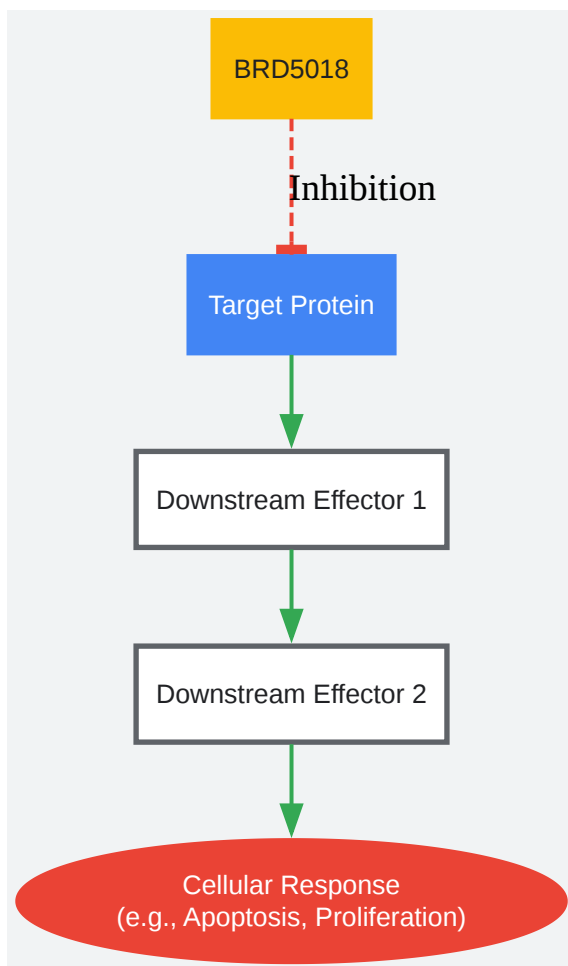 BRD5018
Inhibition
Target Protein
Downstream Effector 1
Downstream Effector 2
Cellular Response
(e.g., Apoptosis, Proliferation)